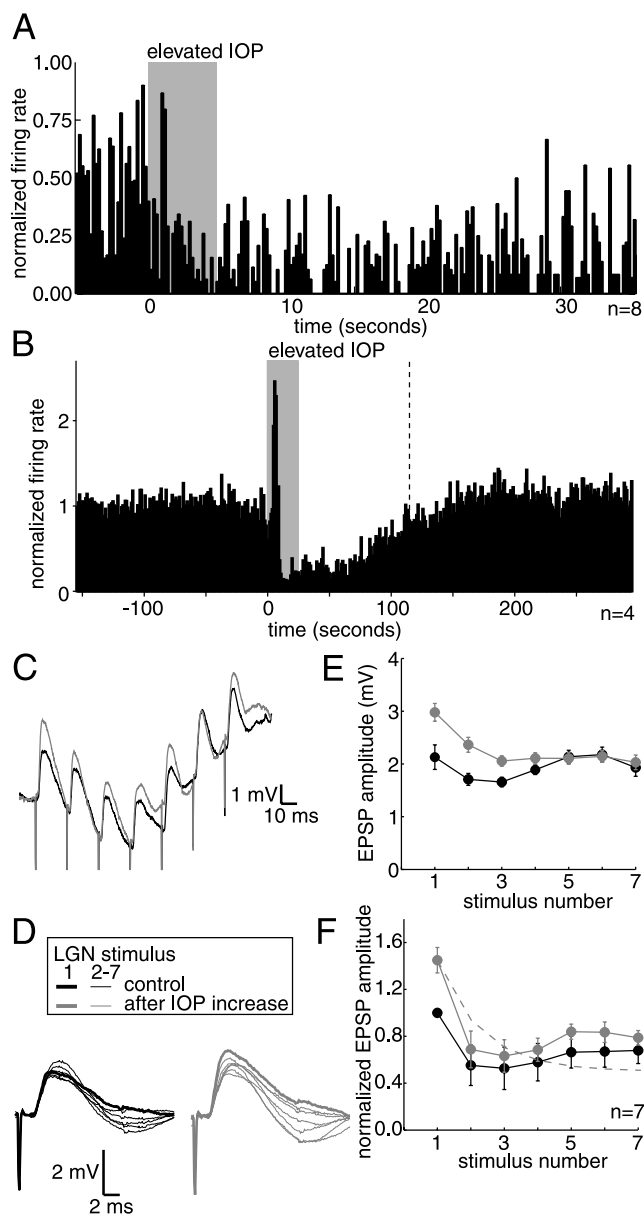 A
elevated IOP
normalized firing rate
1.00
0.75
0.50
0.25
0.00
0 10 20 30
time (seconds)
n=8
B
elevated IOP
normalized firing rate
2
1
0
-100 0 100 200
time (seconds)
n=4
C
1 mV
10 ms
E
EPSP amplitude (mV)
4
3
2
1
0
1 3 5 7
stimulus number
D
LGN stimulus
1 2-7
control
after IOP increase
2 mV
2 ms
F
normalized EPSP amplitude
1.6
1.2
0.8
0.4
0.0
1 3 5 7
stimulus number
n=7